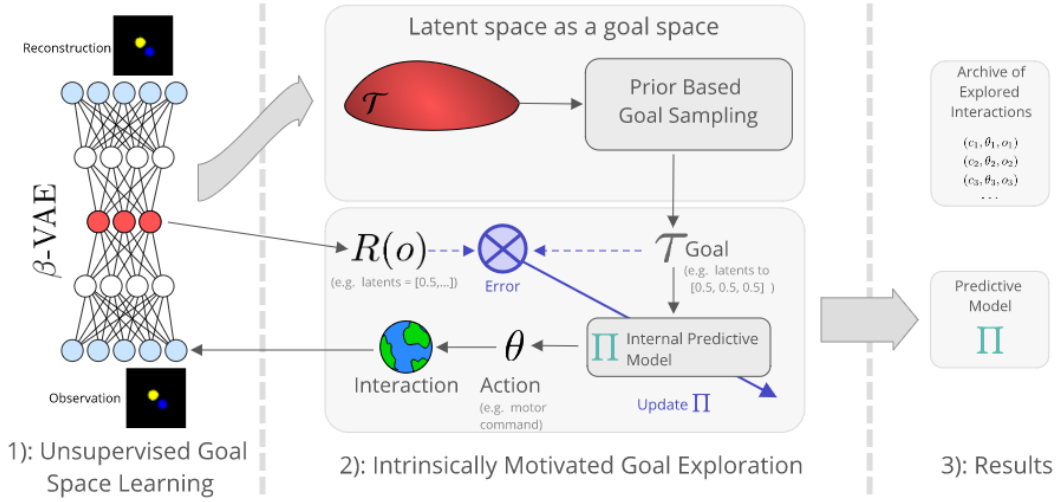 Reconstruction
β-VAE
Observation
1): Unsupervised Goal
Space Learning
Latent space as a goal space
𝒯
Prior Based
Goal Sampling
R(o)
(e.g. latents = [0.5,...])
Error
𝒯 Goal
(e.g. latents to
[0.5, 0.5, 0.5] )
Interaction
θ
Action
(e.g. motor
command)
Π Internal Predictive
Model
Update Π
2): Intrinsically Motivated Goal Exploration
Archive of
Explored
Interactions
(c₁, θ₁, o₁)
(c₂, θ₂, o₂)
(c₃, θ₃, o₃)
...
Predictive
Model
Π
3): Results